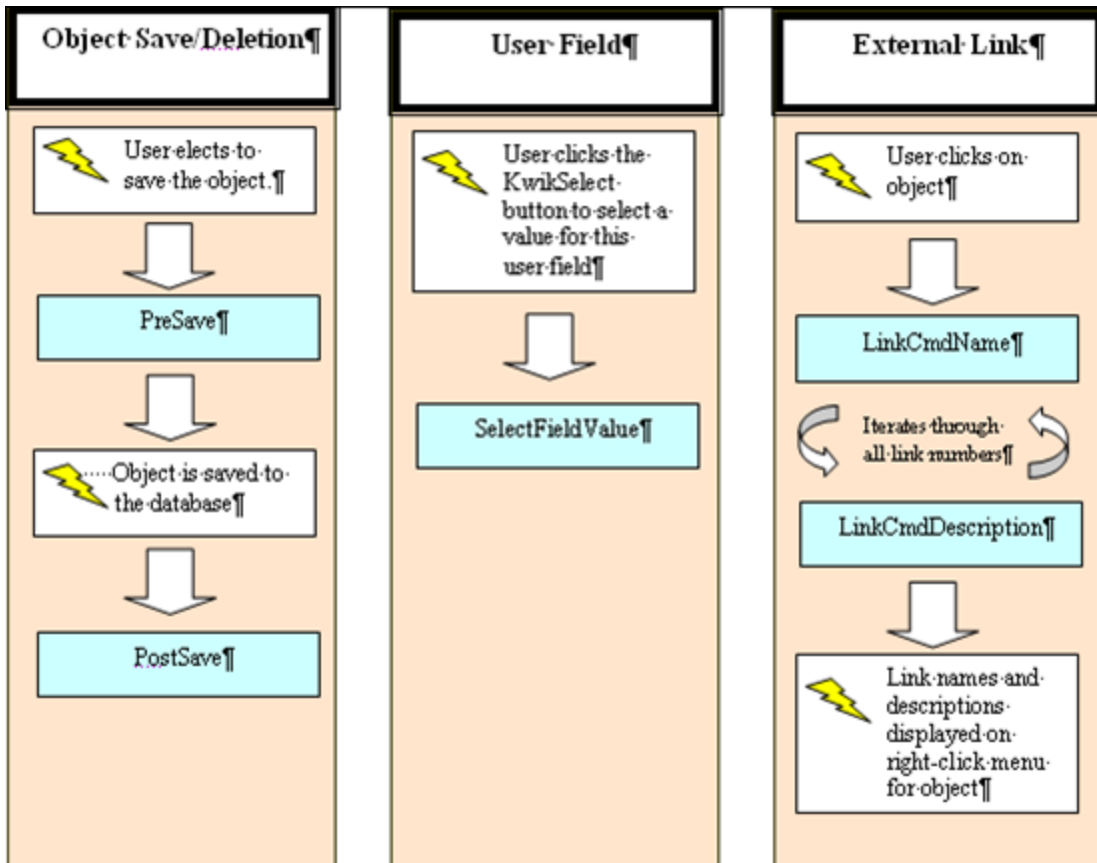 Object·Save/Deletion¶
User·elects·to·
save·the·object.¶
PreSave¶
·····Object·is·saved·to·
the·database¶
PostSave¶
User·Field¶
User·clicks·the·
KwikSelect·
button·to·select·a·
value·for·this·
user·field¶
SelectFieldValue¶
External·Link¶
User·clicks·on·
object¶
LinkCmdName¶
Iterates·through·
all·link·numbers¶
LinkCmdDescription¶
Link·names·and·
descriptions·
displayed·on·
right-click·menu·
for·object¶